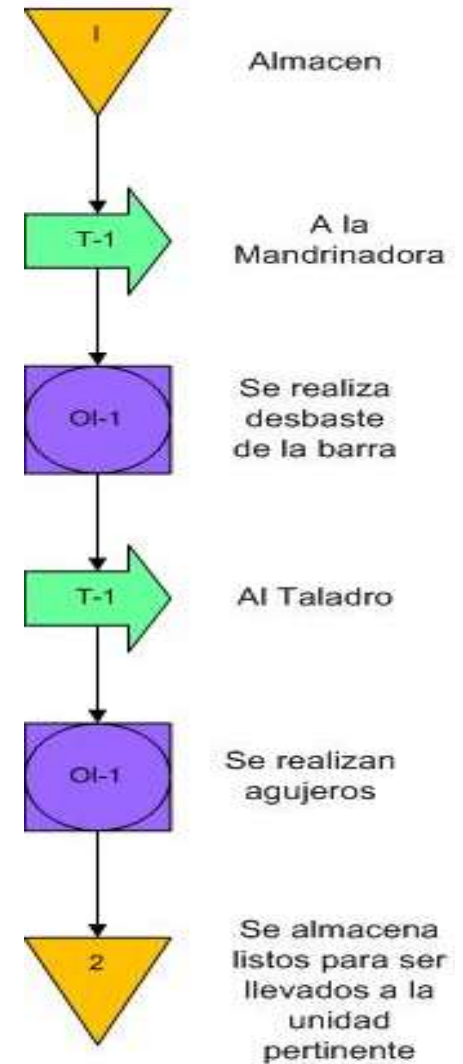 1
Almacen
T-1
A la
Mandrinadora
OI-1
Se realiza
desbaste
de la barra
T-1
Al Taladro
OI-1
Se realizan
agujeros
2
Se almacena
listos para ser
llevados a la
unidad
pertinente